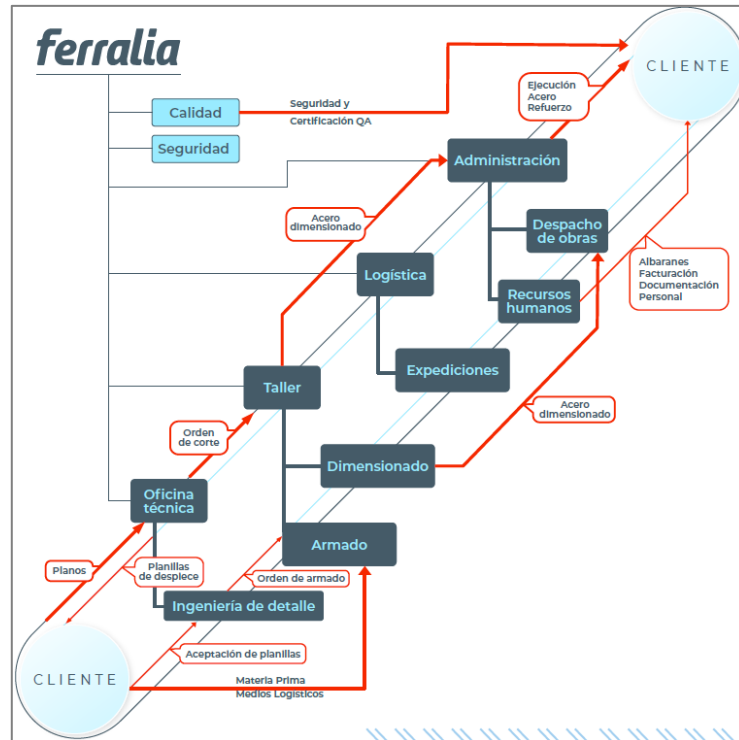 ferralia
CLIENTE
Calidad
Seguridad y
Certificación QA
Ejecución
Acero
Refuerzo
Seguridad
Administración
Acero
dimensionado
Despacho
de obras
Logística
Albaranes
Facturación
Documentación
Personal
Recursos
humanos
Expediciones
Taller
Acero
dimensionado
Orden
de corte
Dimensionado
Oficina
técnica
Armado
Planos
Planillas
de desplece
Orden de armado
Ingeniería de detalle
Aceptación de planillas
CLIENTE
Materia Prima
Medios Logísticos